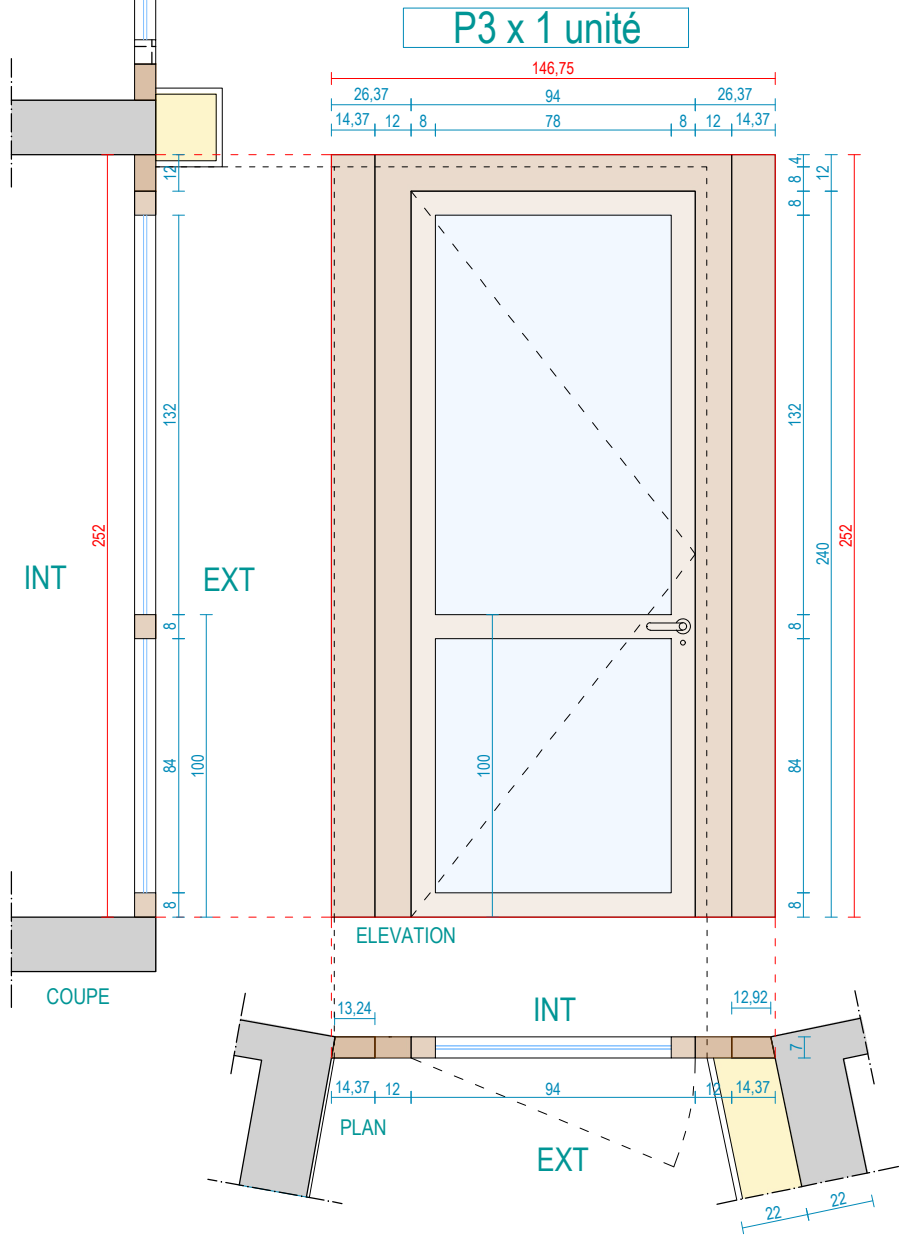 P3 x 1 unité
146,75
26,37 94 26,37
14,37 12 8 78 8 12 14,37
12
4
8
12
8
132
132
252
240
252
INT
EXT
8
8
84
100
100
84
8
8
ELEVATION
COUPE
13,24
INT
12,92
7
14,37 12 94 12 14,37
PLAN
EXT
22
22